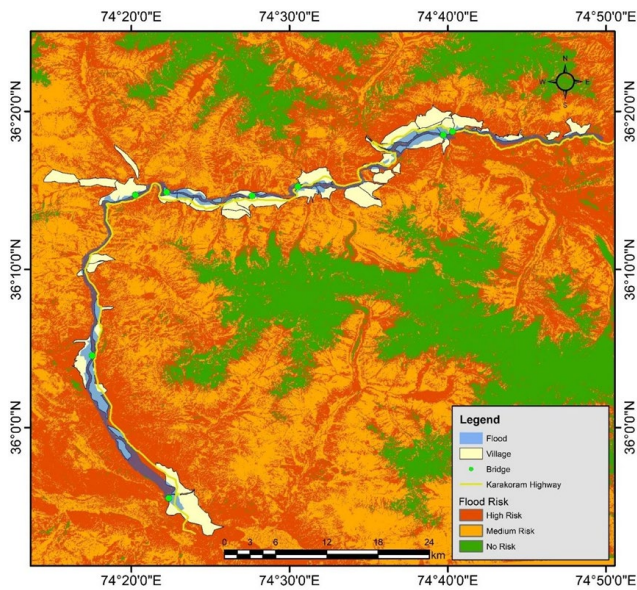 74°20'0"E 74°30'0"E 74°40'0"E 74°50'0"E
N
W E
36°20'0"N 36°20'0"N
36°10'0"N 36°10'0"N
36°0'0"N 36°0'0"N
Legend
Flood
Village
Bridge
Karakoram Highway
Flood Risk
High Risk
Medium Risk
No Risk
0 3 6 12 18 24
km
74°20'0"E 74°30'0"E 74°40'0"E 74°50'0"E